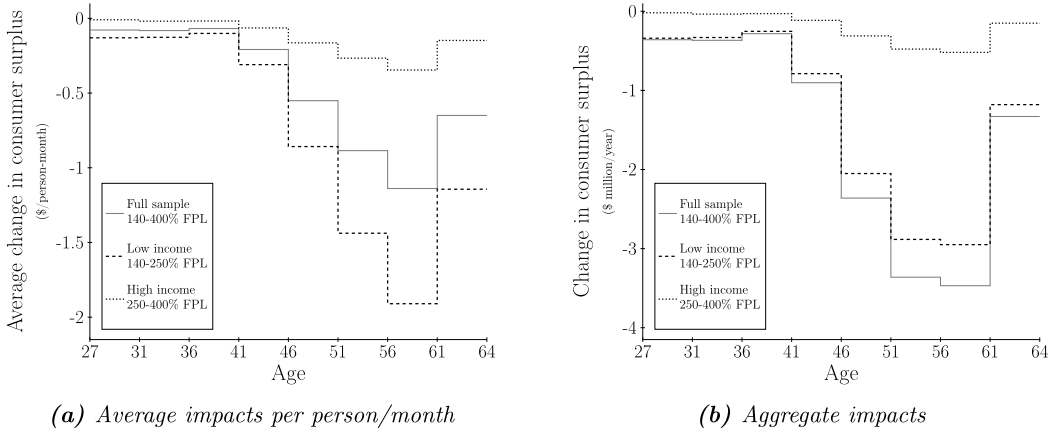 Average change in consumer surplus
($/person-month)
0
-0.5
-1
-1.5
-2
27 31 36 41 46 51 56 61 64
Age
Full sample
140-400% FPL
Low income
140-250% FPL
High income
250-400% FPL
(a) Average impacts per person/month
Change in consumer surplus
($ million/year)
0
-1
-2
-3
-4
27 31 36 41 46 51 56 61 64
Age
Full sample
140-400% FPL
Low income
140-250% FPL
High income
250-400% FPL
(b) Aggregate impacts